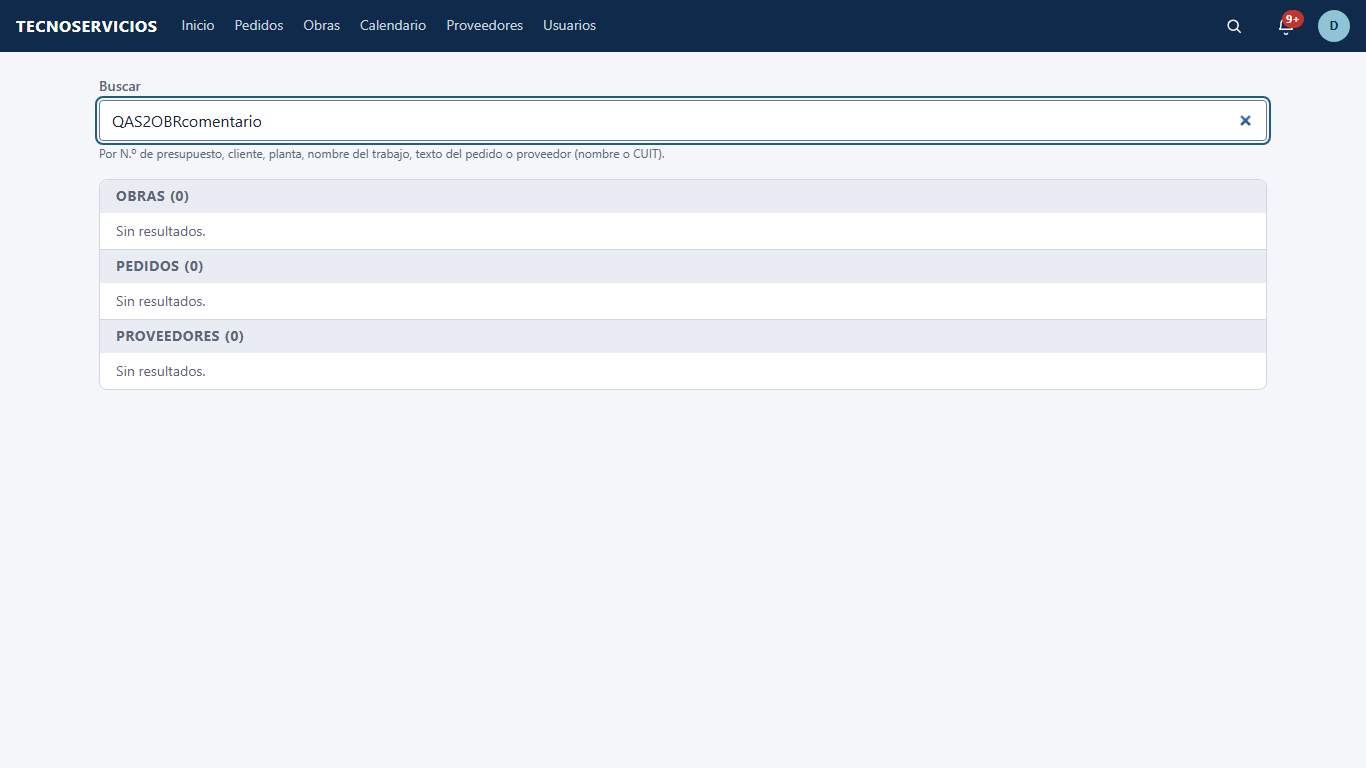 TECNOSERVICIOS Inicio Pedidos Obras Calendario Proveedores Usuarios 9+ D
Buscar
QAS2OBRcomentario
Por N.º de presupuesto, cliente, planta, nombre del trabajo, texto del pedido o proveedor (nombre o CUIT).
OBRAS (0)
Sin resultados.
PEDIDOS (0)
Sin resultados.
PROVEEDORES (0)
Sin resultados.